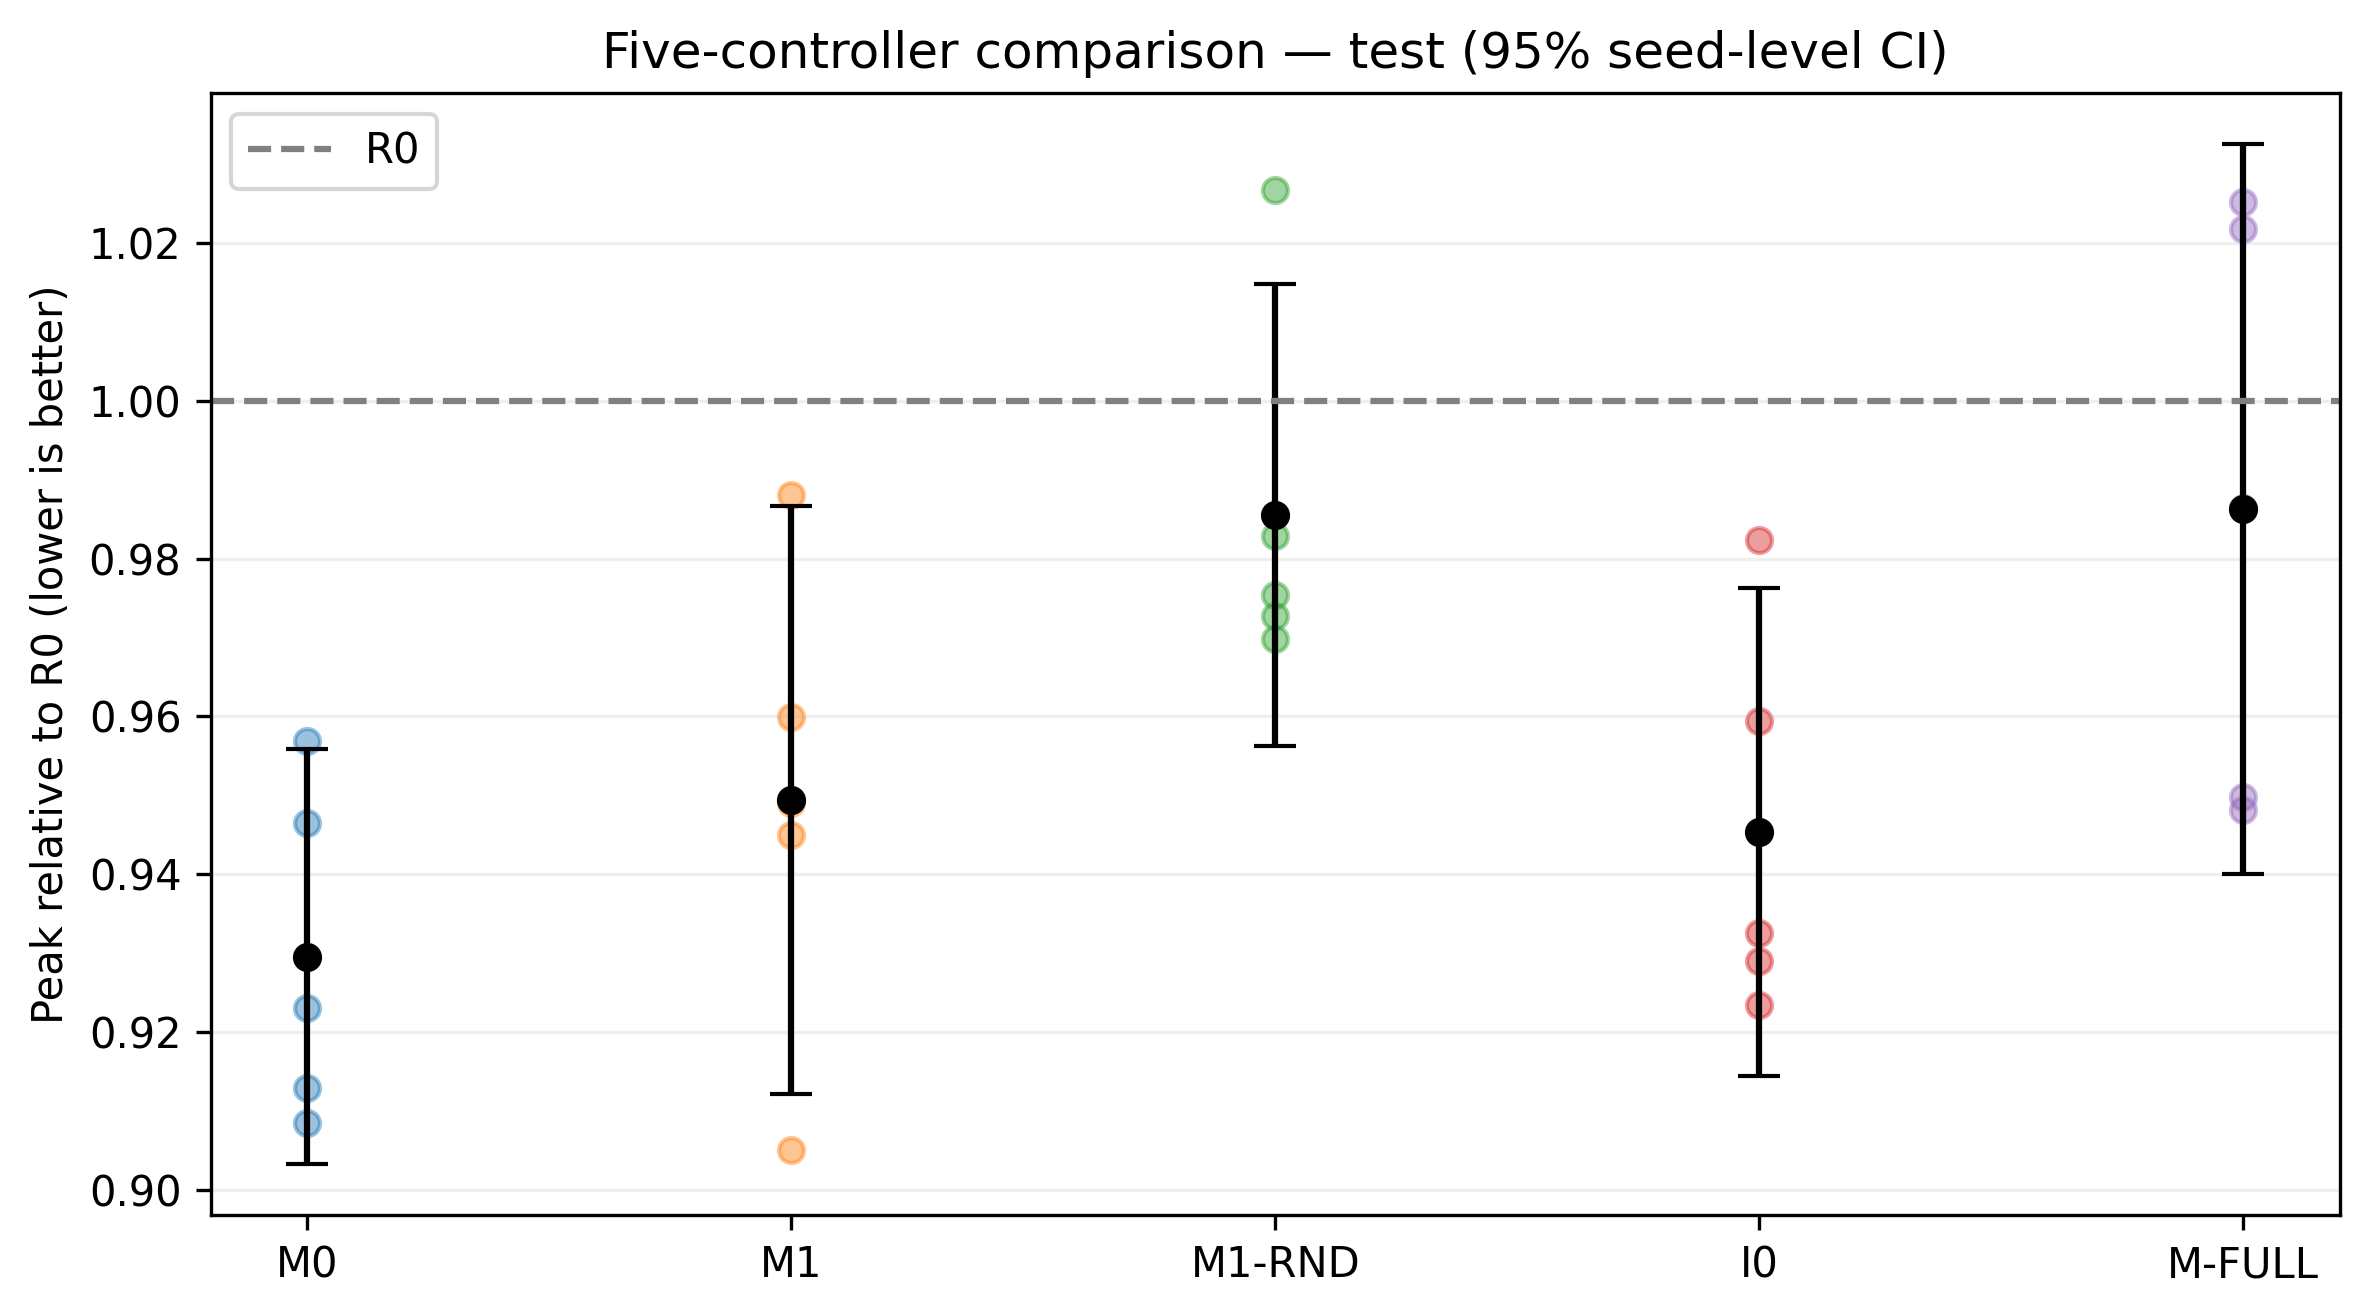 Five-controller comparison — test (95% seed-level CI)
R0
Peak relative to R0 (lower is better)
1.02
1.00
0.98
0.96
0.94
0.92
0.90
M0
M1
M1-RND
I0
M-FULL